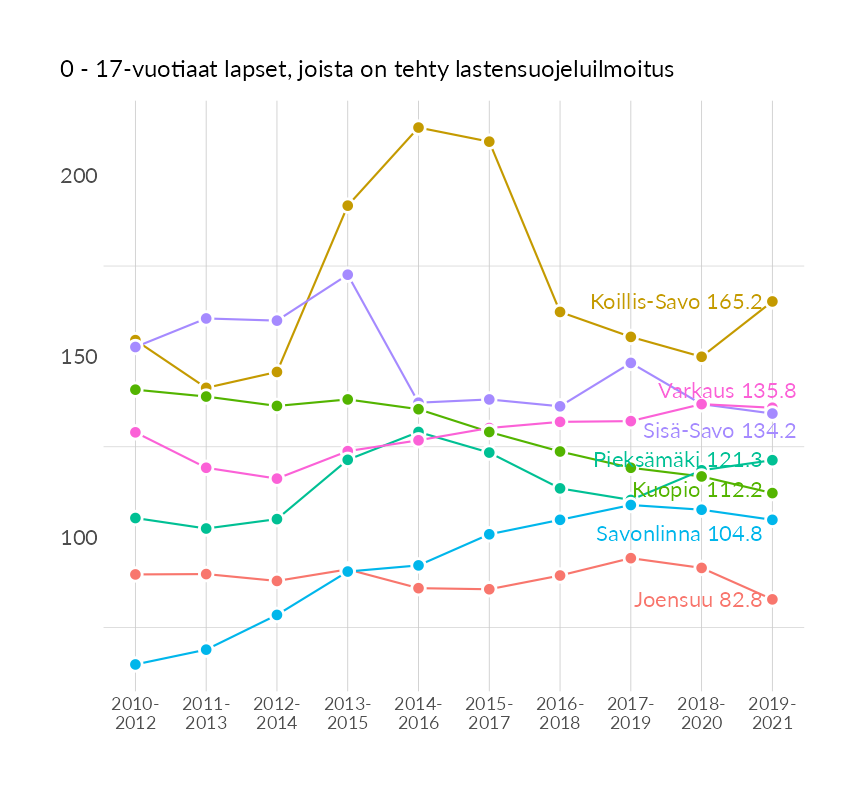 0 - 17-vuotiaat lapset, joista on tehty lastensuojeluilmoitus
200
150
100
Koillis-Savo 165.2
Varkaus 135.8
Sisä-Savo 134.2
Pieksämäki 121.3
Kuopio 112.2
Savonlinna 104.8
Joensuu 82.8
2010- 2011- 2012- 2013- 2014- 2015- 2016- 2017- 2018- 2019-
2012 2013 2014 2015 2016 2017 2018 2019 2020 2021